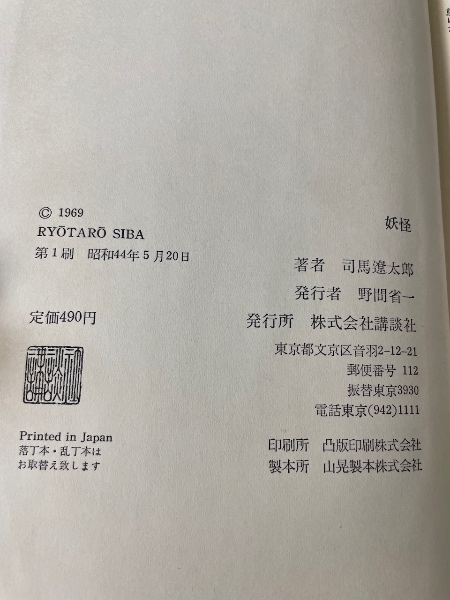 妖怪
© 1969
RYŌTARŌ SIBA
第1刷 昭和44年5月20日
著者 司馬遼太郎
発行者 野間省一
定価490円
発行所 株式会社講談社
東京都文京区音羽2-12-21
郵便番号 112
振替東京3930
電話東京(942)1111
Printed in Japan
落丁本・乱丁本は
お取替え致します
印刷所 凸版印刷株式会社
製本所 山晃製本株式会社